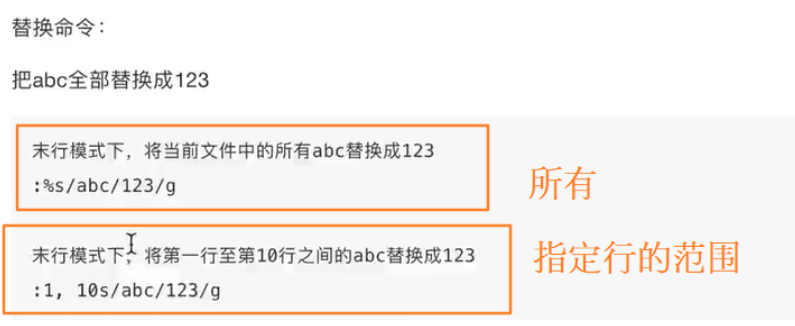 替换命令：
把abc全部替换成123
末行模式下，将当前文件中的所有abc替换成123
:%s/abc/123/g
所有
末行模式下，将第一行至第10行之间的abc替换成123
:1, 10s/abc/123/g
指定行的范围